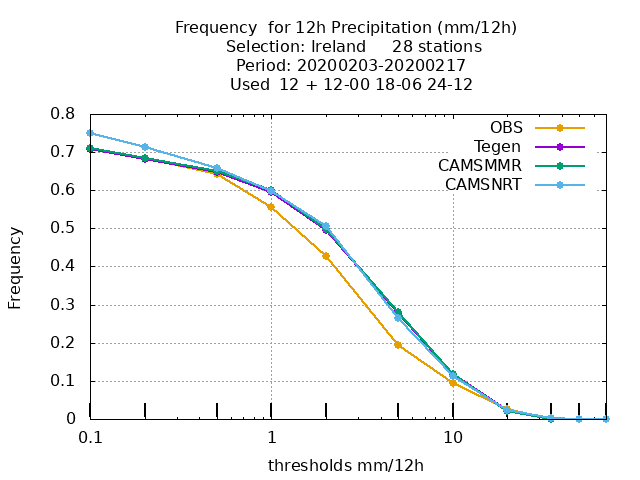 Frequency  for 12h Precipitation (mm/12h)
Selection: Ireland     28 stations
Period: 20200203-20200217
Used  12 + 12-00 18-06 24-12
OBS
Tegen
CAMSMMR
CAMSNRT
0.8
0.7
0.6
0.5
0.4
0.3
0.2
0.1
0
Frequency
0.1
1
10
thresholds mm/12h